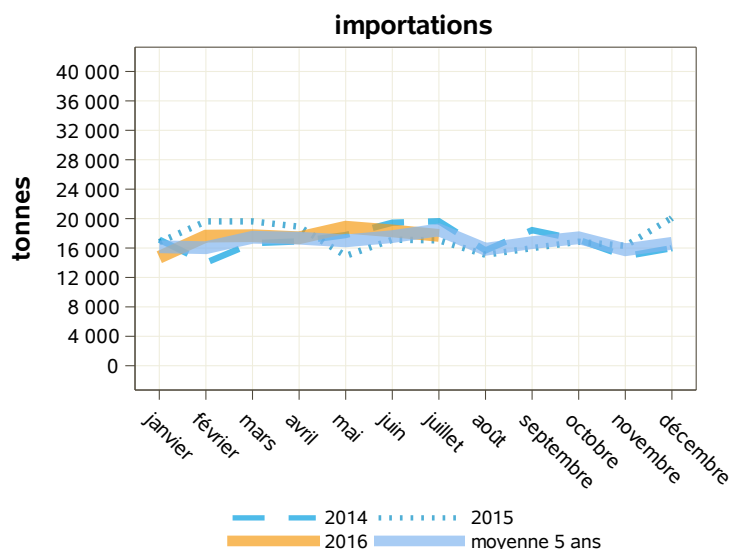 importations
tonnes
40 000
36 000
32 000
28 000
24 000
20 000
16 000
12 000
8 000
4 000
0
janvier
février
mars
avril
mai
juin
juillet
août
septembre
octobre
novembre
décembre
2014 2015
2016 moyenne 5 ans